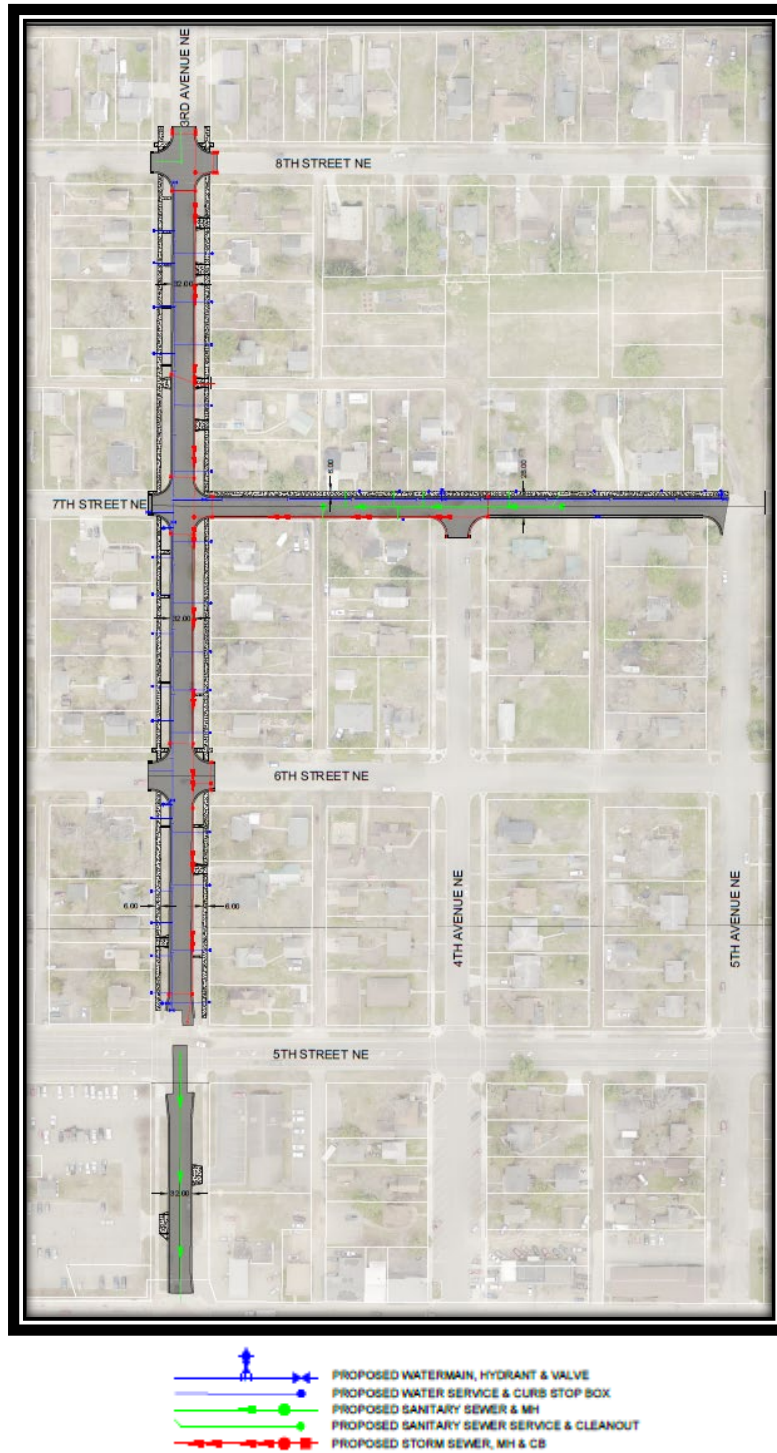 3RD AVENUE NE
8TH STREET NE
32.00
5.00
28.00
7TH STREET NE
32.00
6TH STREET NE
6.00
6.00
4TH AVENUE NE
5TH AVENUE NE
5TH STREET NE
32.00
PROPOSED WATERMAIN, HYDRANT & VALVE
PROPOSED WATER SERVICE & CURB STOP BOX
PROPOSED SANITARY SEWER & MH
PROPOSED SANITARY SEWER SERVICE & CLEANOUT
PROPOSED STORM SEWER, MH & CB